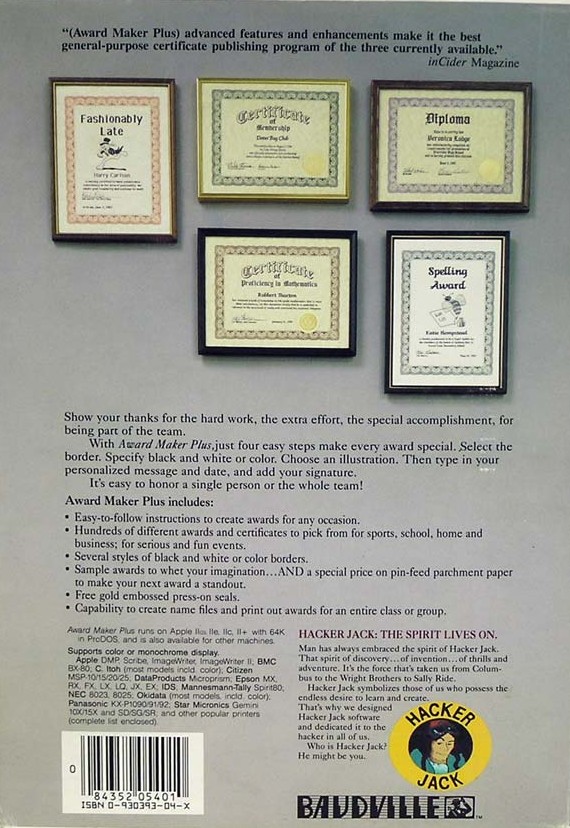 “(Award Maker Plus) advanced features and enhancements make it the best
general-purpose certificate publishing program of the three currently available.”
inCider Magazine
Fashionably
Late
Harry Carlson
Certificate
of
Membership
Diploma
Veronica Lodge
Certificate
of
Proficiency in Mathematics
Robbert Thurton
Spelling
Award
Katie Hempstead
Show your thanks for the hard work, the extra effort, the special accomplishment, for
being part of the team.
With Award Maker Plus, just four easy steps make every award special. Select the
border. Specify black and white or color. Choose an illustration. Then type in your
personalized message and date, and add your signature.
It’s easy to honor a single person or the whole team!
Award Maker Plus includes:
• Easy-to-follow instructions to create awards for any occasion.
• Hundreds of different awards and certificates to pick from for sports, school, home and
business; for serious and fun events.
• Several styles of black and white or color borders.
• Sample awards to whet your imagination…AND a special price on pin-feed parchment paper
to make your next award a standout.
• Free gold embossed press-on seals.
• Capability to create name files and print out awards for an entire class or group.
Award Maker Plus runs on Apple IIGS, IIe, IIc, II+ with 64K
in ProDOS, and is also available for other machines.
Supports color or monochrome display.
Apple DMP, Scribe, ImageWriter, ImageWriter II; BMC
BX-80; C. Itoh (most models incld. color); Citizen
MSP-10/15/20/25; DataProducts Microprism; Epson MX,
RX, FX, LX, LQ, JX, EX; IDS; Mannesmann-Tally Spirit80;
NEC 8023, 8025; Okidata (most models, incld. color);
Panasonic KX-P1090/91/92; Star Micronics Gemini
10X/15X and SD/SG/SR; and other popular printers
(complete list enclosed).
0
84352 05401
ISBN 0-930393-04-X
HACKER JACK: THE SPIRIT LIVES ON.
Man has always embraced the spirit of Hacker Jack.
That spirit of discovery…of invention…of thrills and
adventure. It’s the force that’s taken us from Colum-
bus to the Wright Brothers to Sally Ride.
Hacker Jack symbolizes those of us who possess the
endless desire to learn and create.
That’s why we designed
Hacker Jack software
and dedicated it to the
hacker in all of us.
Who is Hacker Jack?
He might be you.
HACKER
JACK
BAUDVILLE™